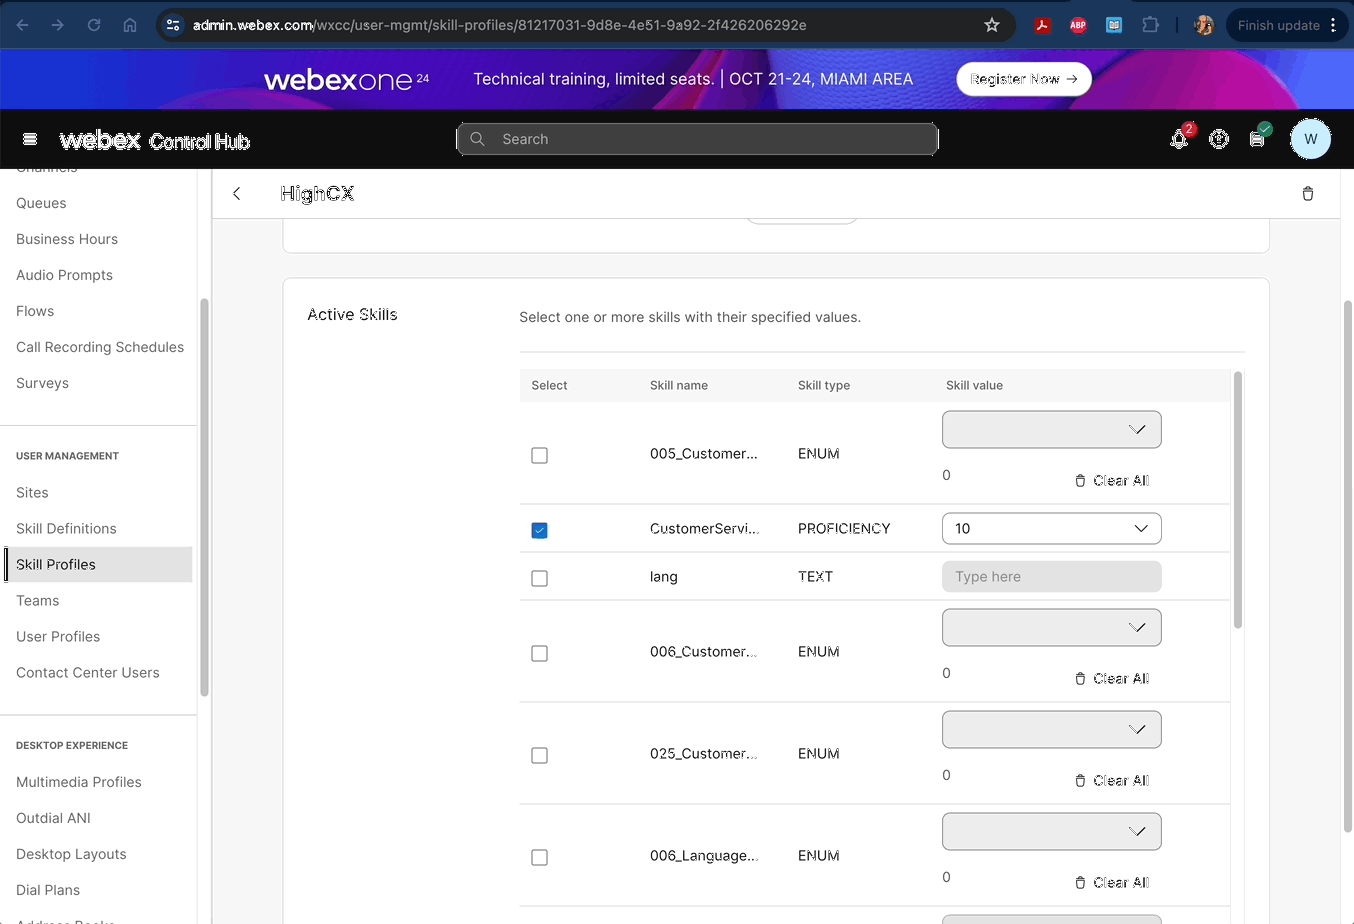 admin.webex.com/wxcc/user-mgmt/skill-profiles/81217031-9d8e-4e51-9a92-2f426206292e
ABP
Finish update
webexone 24
Technical training, limited seats. | OCT 21-24, MIAMI AREA
Register Now →
webex Control Hub
Search
2
W
Channels
Queues
Business Hours
Audio Prompts
Flows
Call Recording Schedules
Surveys
USER MANAGEMENT
Sites
Skill Definitions
Skill Profiles
Teams
User Profiles
Contact Center Users
DESKTOP EXPERIENCE
Multimedia Profiles
Outdial ANI
Desktop Layouts
Dial Plans
Address Books
HighCX
Active Skills
Select one or more skills with their specified values.
Select Skill name Skill type Skill value
005_Customer... ENUM
0 Clear All
CustomerServi... PROFICIENCY 10
lang TEXT Type here
006_Customer... ENUM
0 Clear All
025_Customer... ENUM
0 Clear All
006_Language... ENUM
0 Clear All